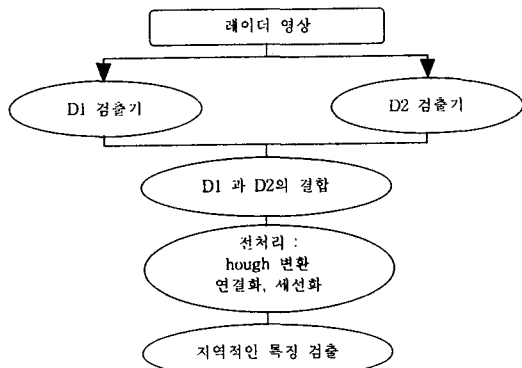 레이더 영상
D1 검출기
D2 검출기
D1 과 D2의 결합
전처리 :
hough 변환
연결화, 세선화
지역적인 특징 검출